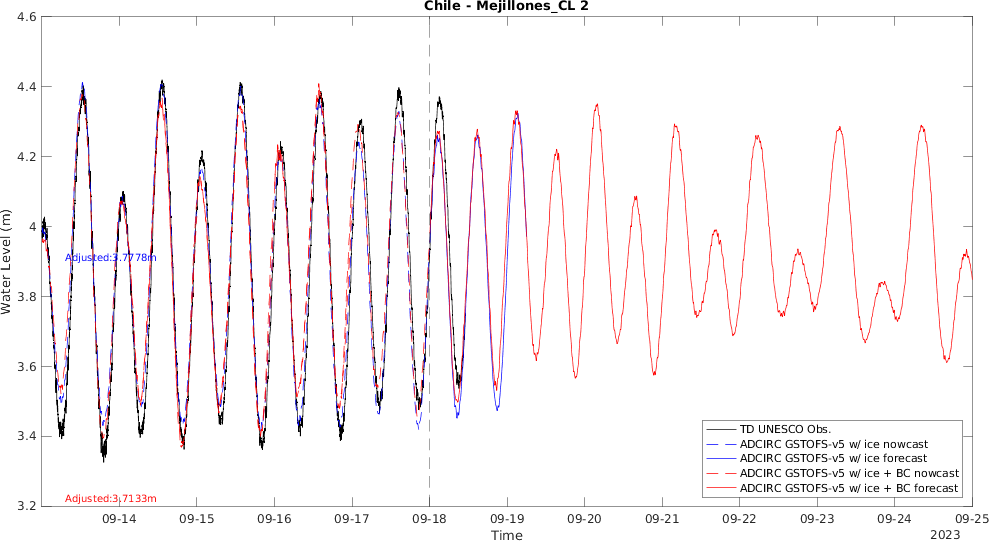 Chile - Mejillones_CL 2
Water Level (m)
4.6
4.4
4.2
4
3.8
3.6
3.4
3.2
Adjusted:3.7778m
Adjusted:3.7133m
TD UNESCO Obs.
ADCIRC GSTOFS-v5 w/ ice nowcast
ADCIRC GSTOFS-v5 w/ ice forecast
ADCIRC GSTOFS-v5 w/ ice + BC nowcast
ADCIRC GSTOFS-v5 w/ ice + BC forecast
09-14 09-15 09-16 09-17 09-18 09-19 09-20 09-21 09-22 09-23 09-24 09-25
Time
2023